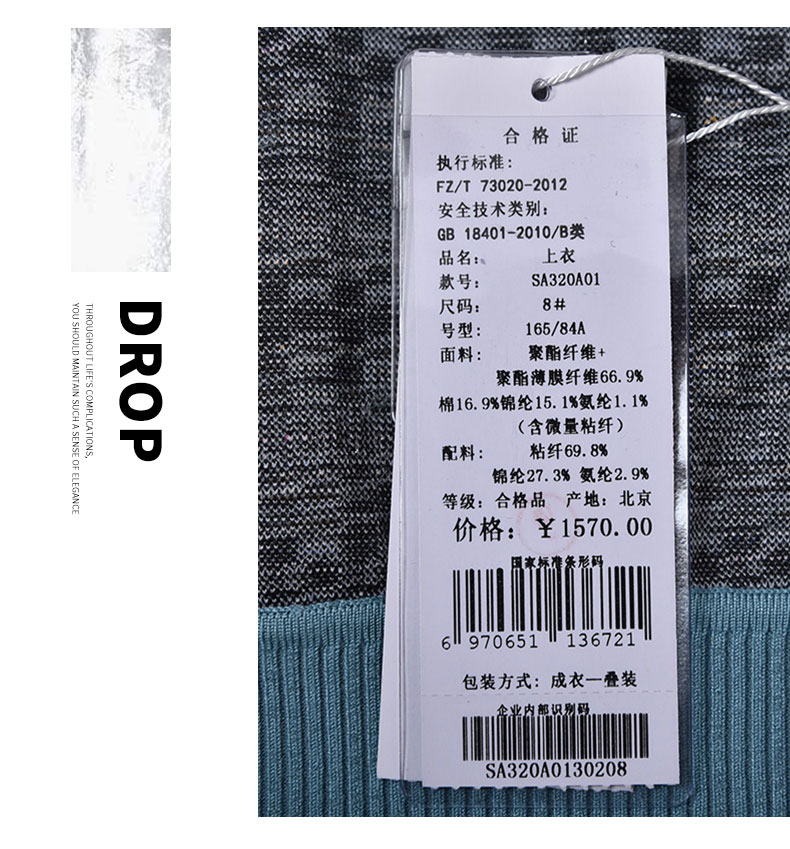 DROP
THROUGHOUT LIFE'S COMPLICATIONS,
YOU SHOULD MAINTAIN SUCH A SENSE OF ELEGANCE
合格证
执行标准:
FZ/T 73020-2012
安全技术类别:
GB 18401-2010/B类
品名: 上衣
款号: SA320A01
尺码: 8#
号型: 165/84A
面料: 聚酯纤维+
聚酯薄膜纤维66.9%
棉16.9%锦纶15.1%氨纶1.1%
(含微量粘纤)
配料: 粘纤69.8%
锦纶27.3% 氨纶2.9%
等级: 合格品 产地: 北京
价格: ¥1570.00
国家标准条形码
6 970651 136721
包装方式: 成衣一叠装
企业内部识别码
SA320A0130208